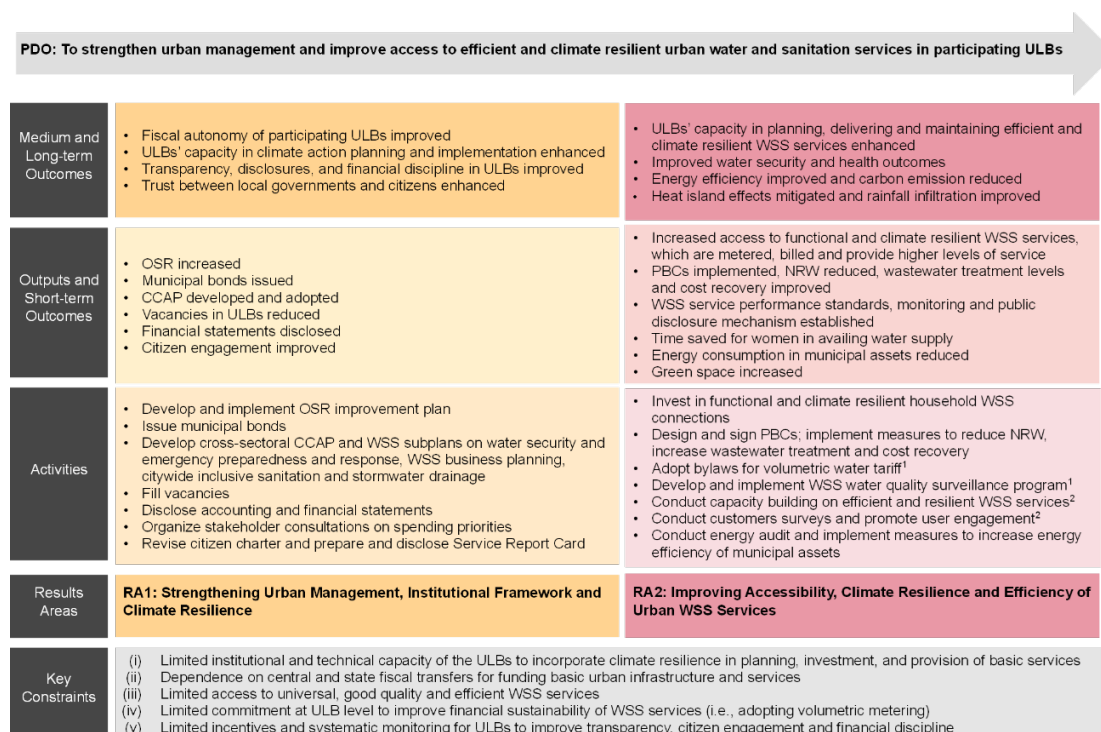 PDO: To strengthen urban management and improve access to efficient and climate resilient urban water and sanitation services in participating ULBs
Medium and
Long-term
Outcomes
• Fiscal autonomy of participating ULBs improved
• ULBs' capacity in climate action planning and implementation enhanced
• Transparency, disclosures, and financial discipline in ULBs improved
• Trust between local governments and citizens enhanced
• ULBs' capacity in planning, delivering and maintaining efficient and
climate resilient WSS services enhanced
• Improved water security and health outcomes
• Energy efficiency improved and carbon emission reduced
• Heat island effects mitigated and rainfall infiltration improved
Outputs and
Short-term
Outcomes
• OSR increased
• Municipal bonds issued
• CCAP developed and adopted
• Vacancies in ULBs reduced
• Financial statements disclosed
• Citizen engagement improved
• Increased access to functional and climate resilient WSS services,
which are metered, billed and provide higher levels of service
• PBCs implemented, NRW reduced, wastewater treatment levels
and cost recovery improved
• WSS service performance standards, monitoring and public
disclosure mechanism established
• Time saved for women in availing water supply
• Energy consumption in municipal assets reduced
• Green space increased
Activities
• Develop and implement OSR improvement plan
• Issue municipal bonds
• Develop cross-sectoral CCAP and WSS subplans on water security and
emergency preparedness and response, WSS business planning,
citywide inclusive sanitation and stormwater drainage
• Fill vacancies
• Disclose accounting and financial statements
• Organize stakeholder consultations on spending priorities
• Revise citizen charter and prepare and disclose Service Report Card
• Invest in functional and climate resilient household WSS
connections
• Design and sign PBCs; implement measures to reduce NRW,
increase wastewater treatment and cost recovery
• Adopt bylaws for volumetric water tariff¹
• Develop and implement WSS water quality surveillance program¹
• Conduct capacity building on efficient and resilient WSS services²
• Conduct customers surveys and promote user engagement²
• Conduct energy audit and implement measures to increase energy
efficiency of municipal assets
Results
Areas
RA1: Strengthening Urban Management, Institutional Framework and
Climate Resilience
RA2: Improving Accessibility, Climate Resilience and Efficiency of
Urban WSS Services
Key
Constraints
(i) Limited institutional and technical capacity of the ULBs to incorporate climate resilience in planning, investment, and provision of basic services
(ii) Dependence on central and state fiscal transfers for funding basic urban infrastructure and services
(iii) Limited access to universal, good quality and efficient WSS services
(iv) Limited commitment at ULB level to improve financial sustainability of WSS services (i.e., adopting volumetric metering)
(v) Limited incentives and systematic monitoring for ULBs to improve transparency, citizen engagement and financial discipline